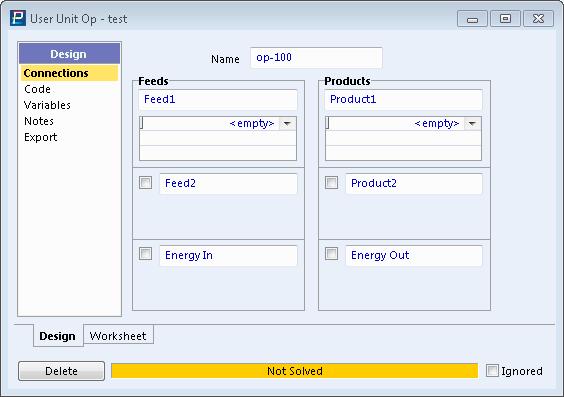 User Unit Op - test
Design
Connections
Code
Variables
Notes
Export
Name op-100
Feeds
Feed1
<empty>
Feed2
Energy In
Products
Product1
<empty>
Product2
Energy Out
Design Worksheet
Delete Not Solved Ignored